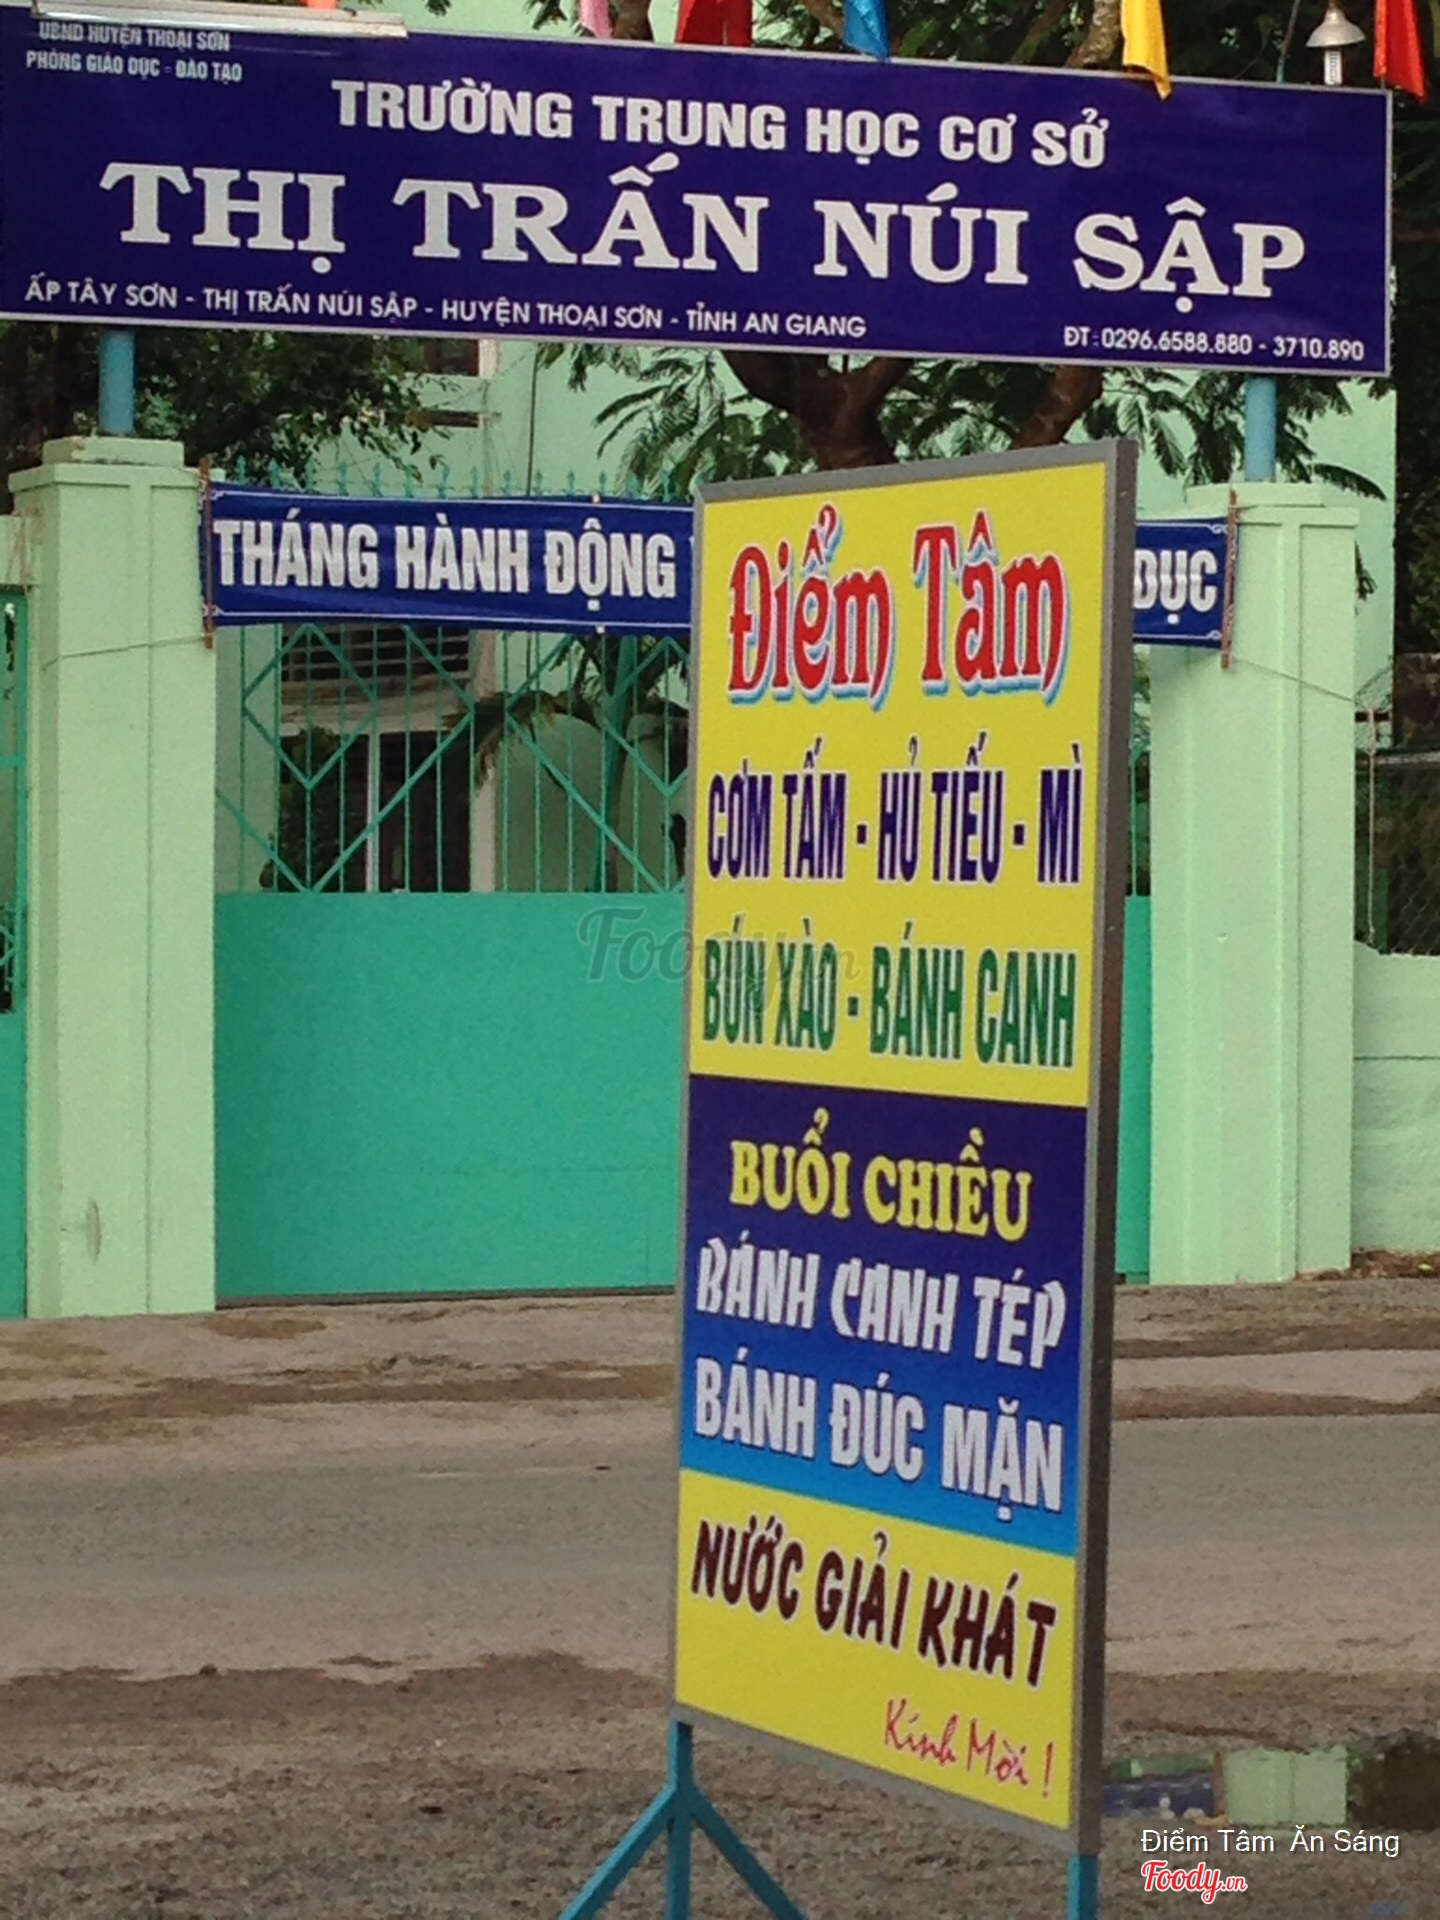 UBND HUYỆN THOẠI SƠN
PHÒNG GIÁO DỤC - ĐÀO TẠO
TRƯỜNG TRUNG HỌC CƠ SỞ
THỊ TRẤN NÚI SẬP
ẤP TÂY SƠN - THỊ TRẤN NÚI SẬP - HUYỆN THOẠI SƠN - TỈNH AN GIANG
ĐT: 0296.6588.880 - 3710.890
THÁNG HÀNH ĐỘNG DỤC
Điểm Tâm
CƠM TẤM - HỦ TIẾU - MÌ
BÚN XÀO - BÁNH CANH
BUỔI CHIỀU
BÁNH CANH TÉP
BÁNH ĐÚC MẶN
NƯỚC GIẢI KHÁT
Kính Mời !
Foody.vn
Điểm Tâm Ăn Sáng
Foody.vn